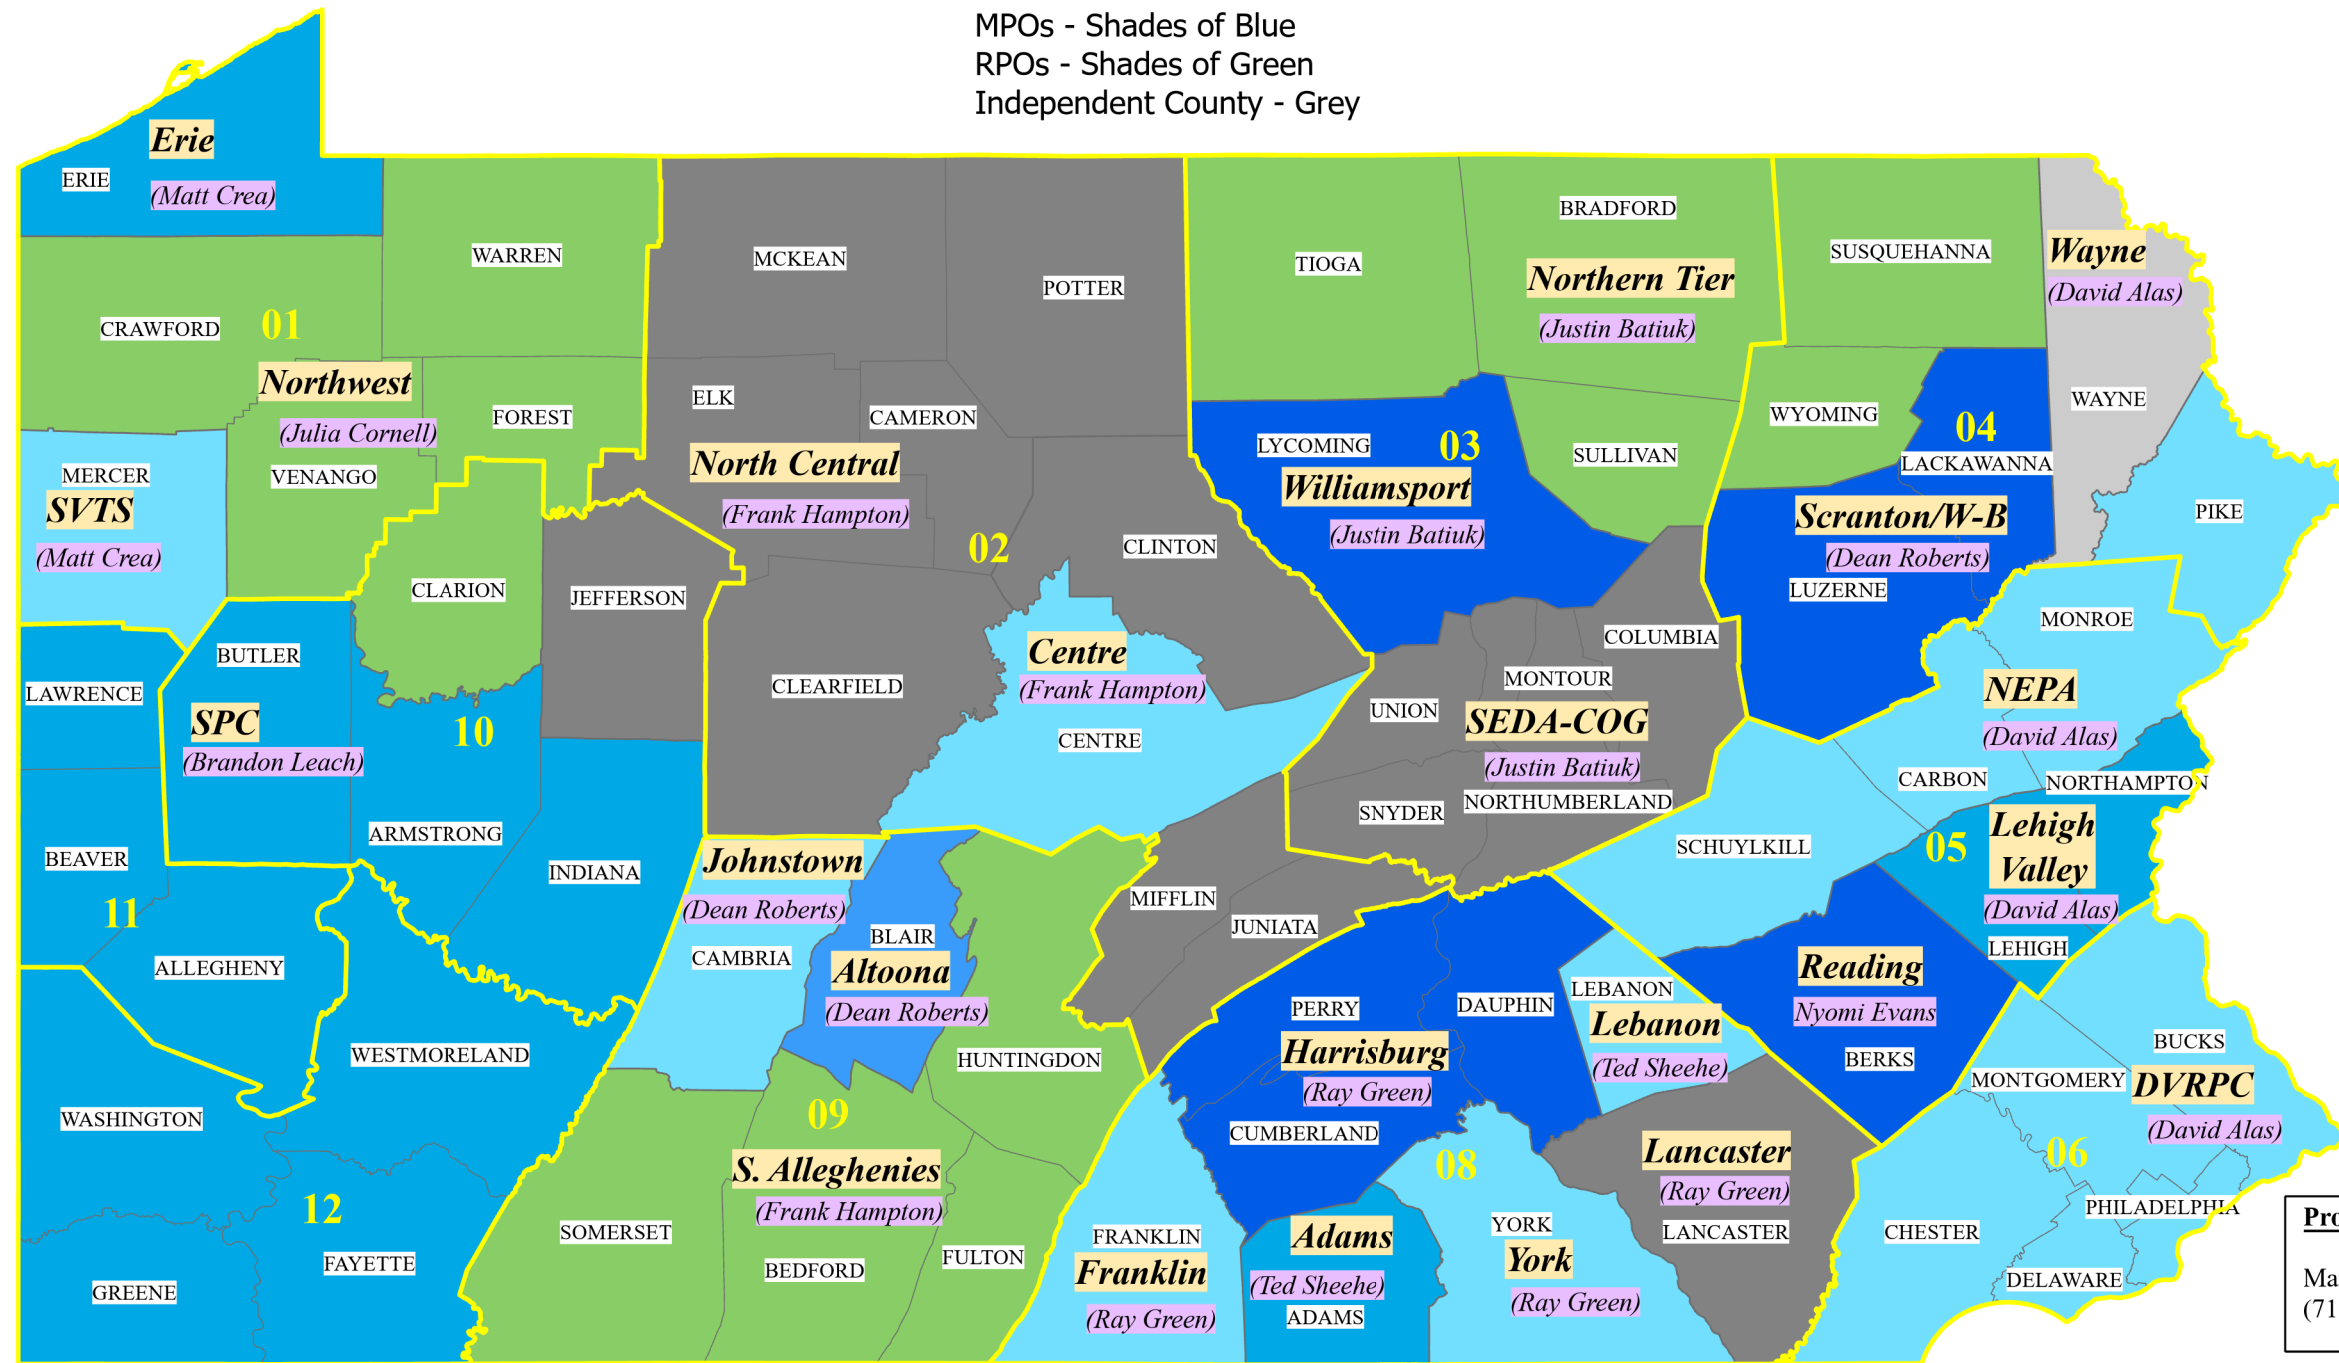 MPOs - Shades of Blue
RPOs - Shades of Green
Independent County - Grey
Erie
ERIE
(Matt Crea)
WARREN
CRAWFORD
01
Northwest
(Julia Cornell)
FOREST
VENANGO
MERCER
SVTS
(Matt Crea)
CLARION
JEFFERSON
MCKEAN
POTTER
ELK
CAMERON
North Central
(Frank Hampton)
02
CLINTON
CLEARFIELD
Centre
(Frank Hampton)
CENTRE
TIOGA
BRADFORD
Northern Tier
(Justin Batiuk)
SULLIVAN
LYCOMING
03
Williamsport
(Justin Batiuk)
COLUMBIA
MONTOUR
UNION
SEDA-COG
(Justin Batiuk)
SNYDER
NORTHUMBERLAND
SUSQUEHANNA
Wayne
(David Alas)
WAYNE
WYOMING
04
LACKAWANNA
Scranton/W-B
(Dean Roberts)
LUZERNE
PIKE
MONROE
NEPA
(David Alas)
CARBON
NORTHAMPTON
SCHUYLKILL
05
Lehigh
Valley
(David Alas)
LEHIGH
Reading
Nyomi Evans
BERKS
BUTLER
LAWRENCE
SPC
(Brandon Leach)
10
ARMSTRONG
BEAVER
INDIANA
11
ALLEGHENY
WESTMORELAND
WASHINGTON
12
FAYETTE
GREENE
Johnstown
(Dean Roberts)
CAMBRIA
BLAIR
Altoona
(Dean Roberts)
HUNTINGDON
09
S. Alleghenies
(Frank Hampton)
SOMERSET
BEDFORD
FULTON
MIFFLIN
JUNIATA
PERRY
DAUPHIN
Harrisburg
(Ray Green)
CUMBERLAND
LEBANON
Lebanon
(Ted Sheehe)
08
Lancaster
(Ray Green)
LANCASTER
FRANKLIN
Franklin
(Ray Green)
Adams
(Ted Sheehe)
ADAMS
YORK
York
(Ray Green)
BUCKS
MONTGOMERY
DVRPC
(David Alas)
06
PHILADELPHIA
CHESTER
DELAWARE
Pro
Ma
(71